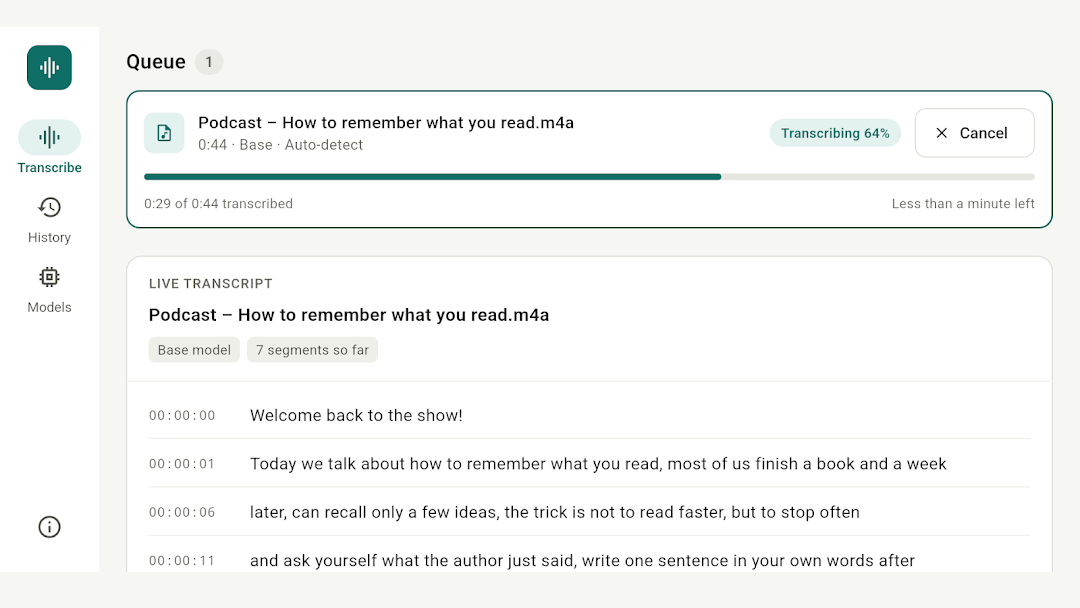 Queue 1
Podcast – How to remember what you read.m4a
0:44 · Base · Auto-detect
Transcribing 64%
Cancel
0:29 of 0:44 transcribed
Less than a minute left
Transcribe
History
Models
LIVE TRANSCRIPT
Podcast – How to remember what you read.m4a
Base model
7 segments so far
00:00:00 Welcome back to the show!
00:00:01 Today we talk about how to remember what you read, most of us finish a book and a week
00:00:06 later, can recall only a few ideas, the trick is not to read faster, but to stop often
00:00:11 and ask yourself what the author just said, write one sentence in your own words after